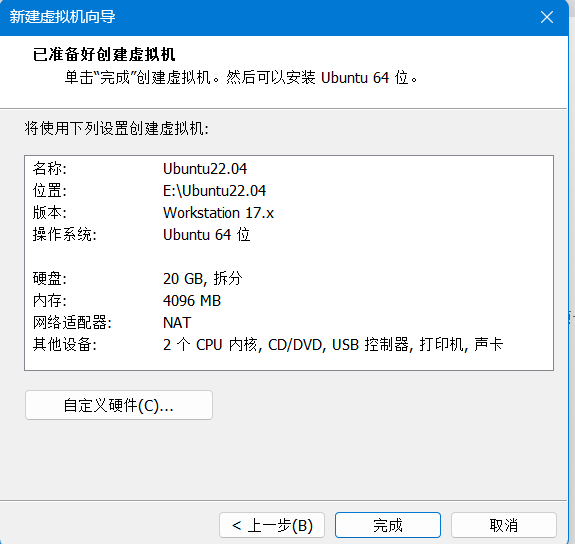 新建虚拟机向导
已准备好创建虚拟机
单击“完成”创建虚拟机。然后可以安装 Ubuntu 64 位。
将使用下列设置创建虚拟机:
名称: Ubuntu22.04
位置: E:\Ubuntu22.04
版本: Workstation 17.x
操作系统: Ubuntu 64 位
硬盘: 20 GB, 拆分
内存: 4096 MB
网络适配器: NAT
其他设备: 2 个 CPU 内核, CD/DVD, USB 控制器, 打印机, 声卡
自定义硬件(C)...
< 上一步(B) 完成 取消